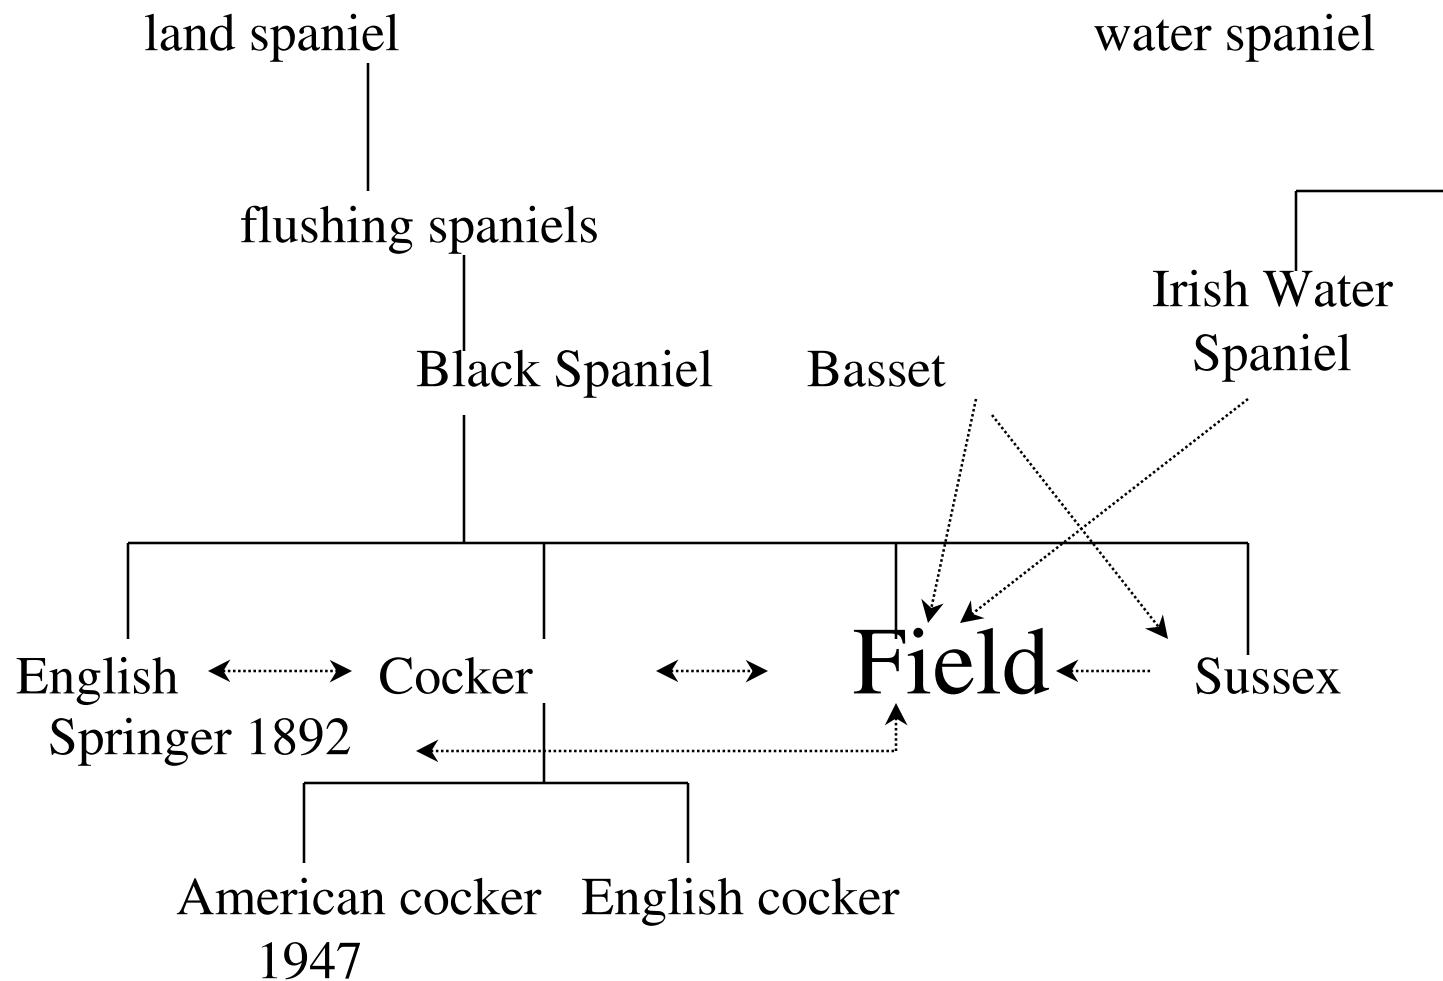 land spaniel
water spaniel
flushing spaniels
Irish Water
Spaniel
Black Spaniel
Basset
English
Springer 1892
Cocker
Field
Sussex
American cocker
1947
English cocker